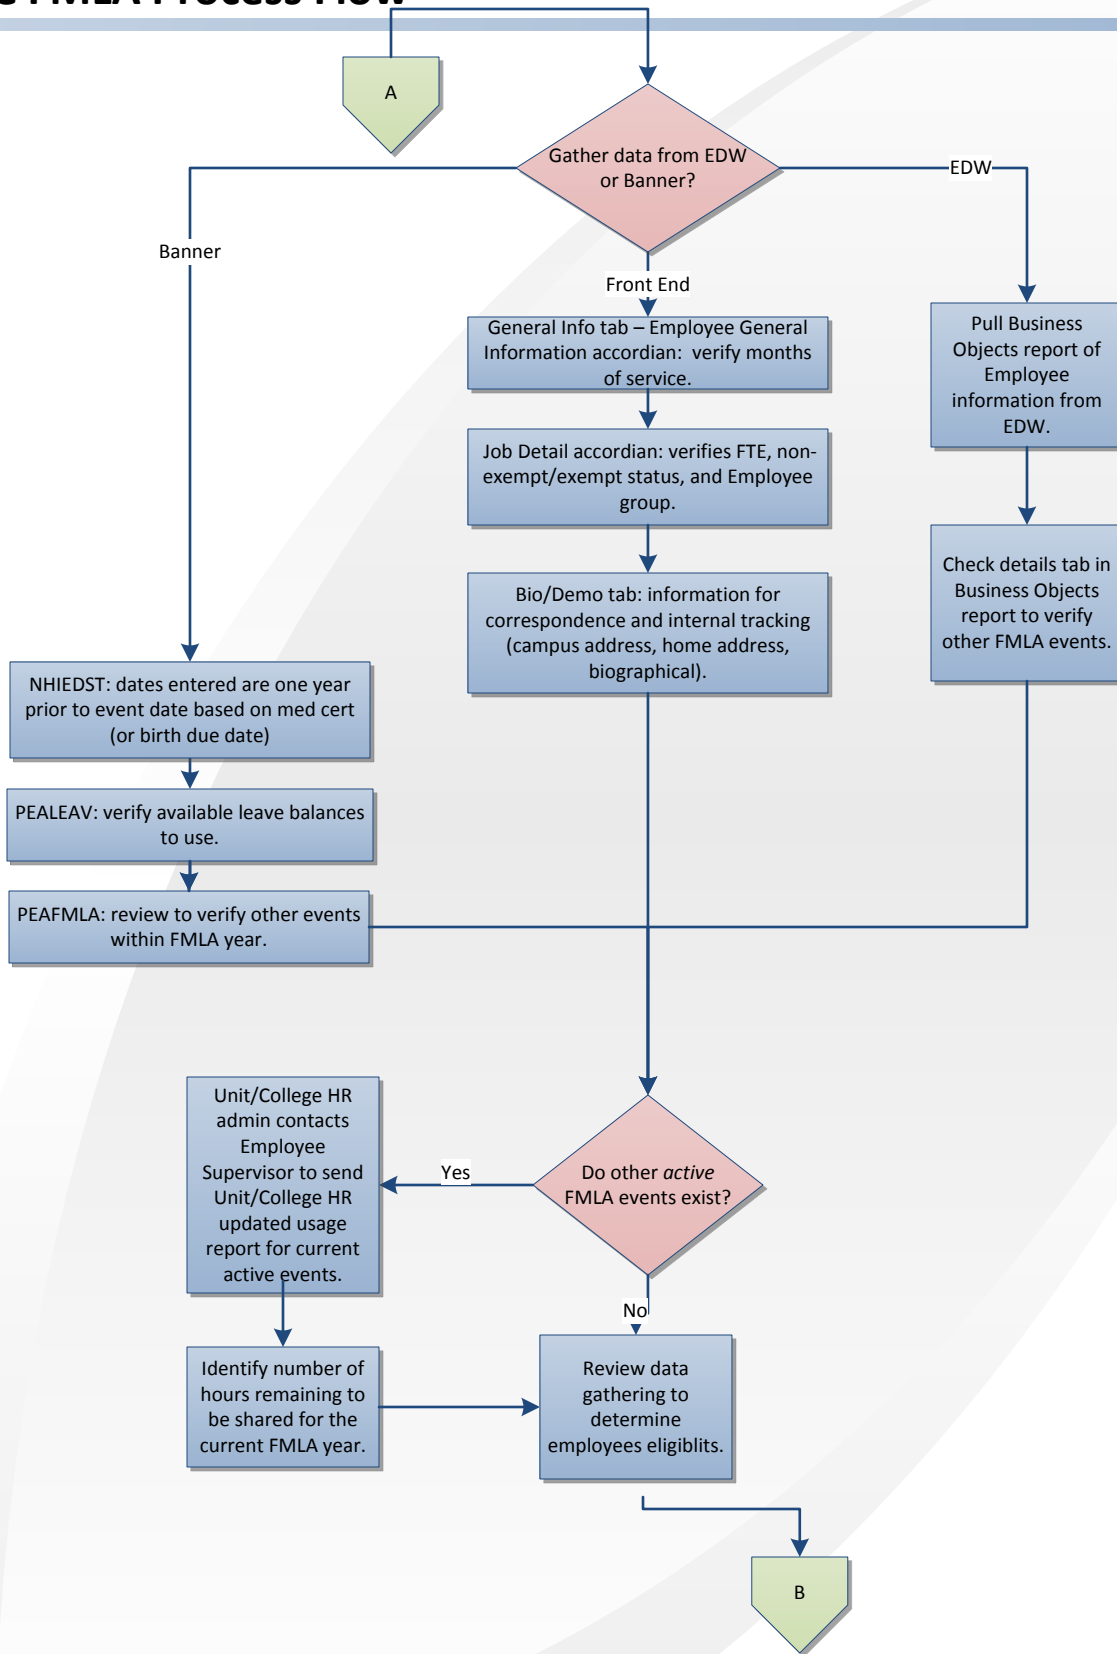 FMLA Process Flow
A
Gather data from EDW
or Banner?
EDW
Banner
Front End
General Info tab – Employee General
Information accordian:  verify months
of service.
Pull Business
Objects report of
Employee
information from
EDW.
Job Detail accordian: verifies FTE, non-
exempt/exempt status, and Employee
group.
Check details tab in
Business Objects
report to verify
other FMLA events.
Bio/Demo tab: information for
correspondence and internal tracking
(campus address, home address,
biographical).
NHIEDST: dates entered are one year
prior to event date based on med cert
(or birth due date)
PEALEAV: verify available leave balances
to use.
PEAFMLA: review to verify other events
within FMLA year.
Unit/College HR
admin contacts
Employee
Supervisor to send
Unit/College HR
updated usage
report for current
active events.
Yes
Do other active
FMLA events exist?
No
Identify number of
hours remaining to
be shared for the
current FMLA year.
Review data
gathering to
determine
employees eligiblits.
B